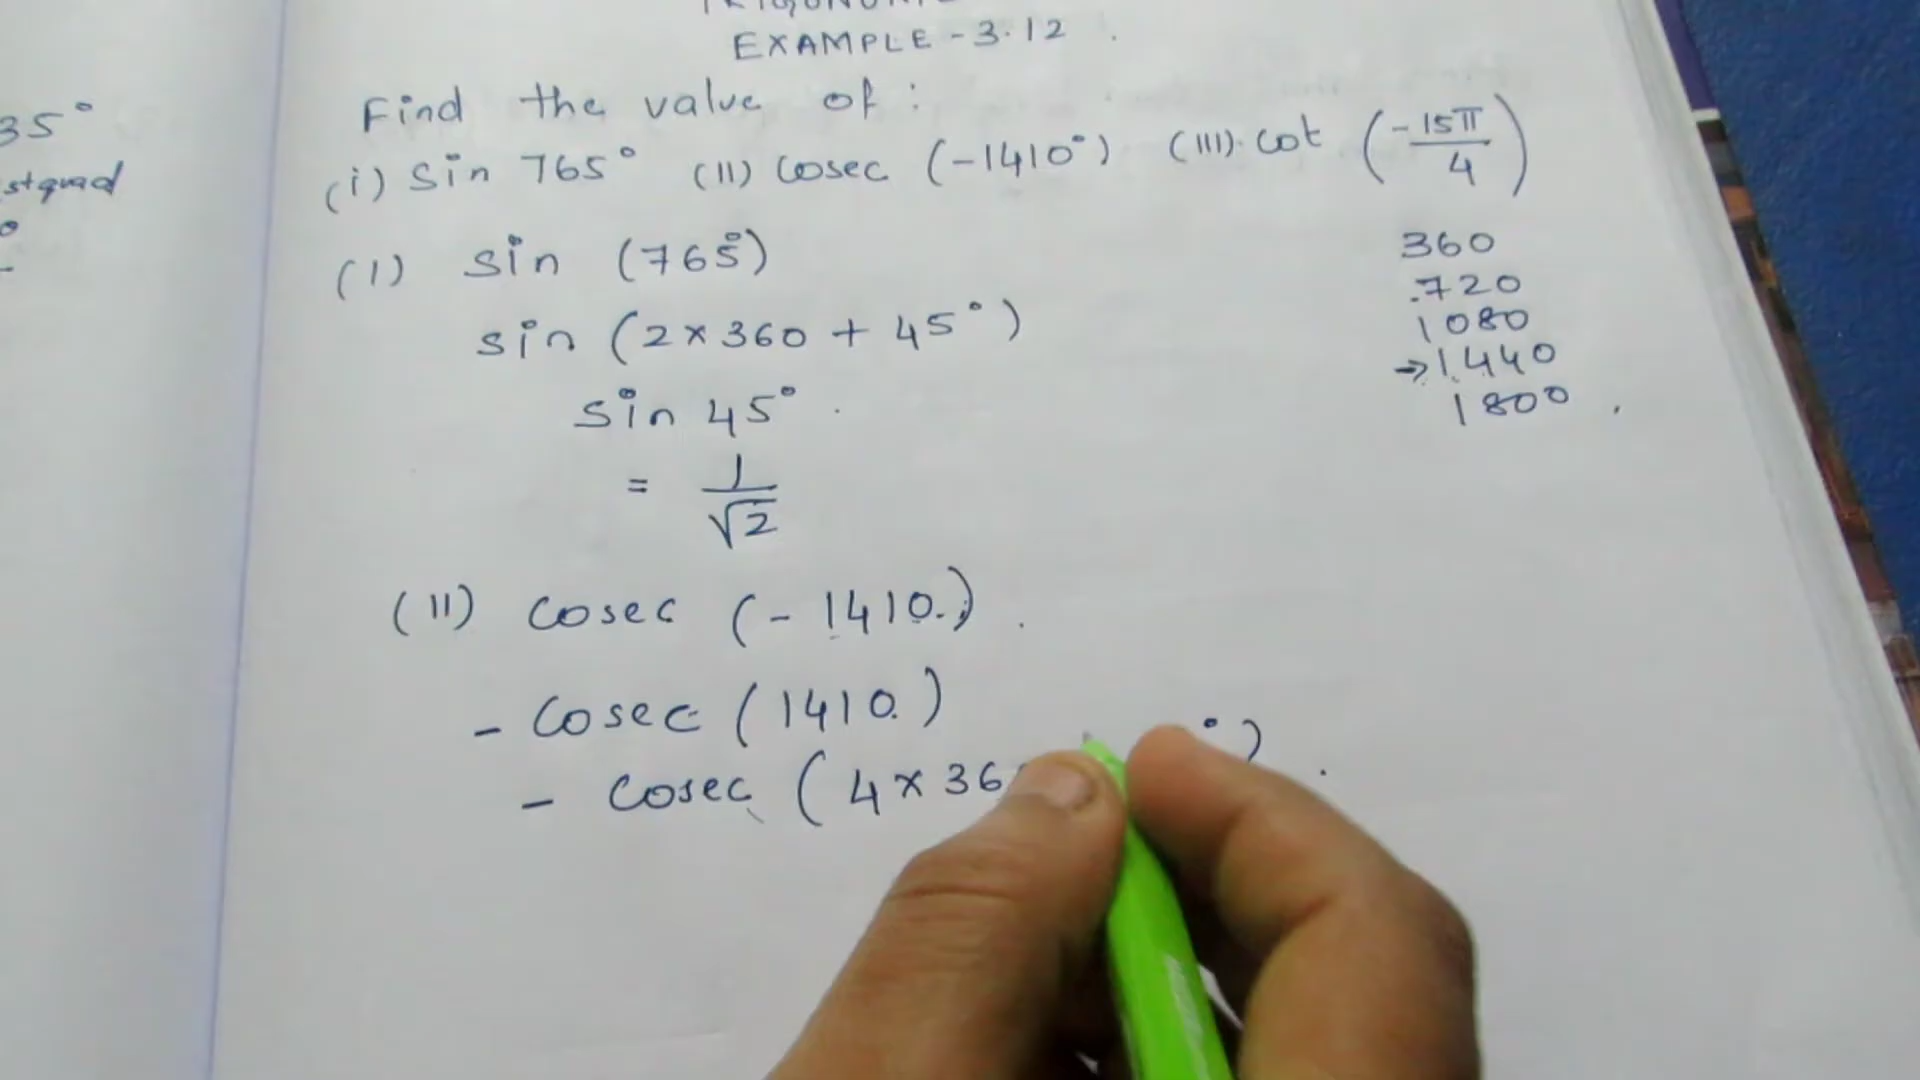 35°
st quad
EXAMPLE - 3.12
Find the value of :
(i) Sin 765° (II) Cosec (-1410°) (III) Cot (-15π/4)
(I) sin (765°)
sin (2×360 + 45°)
sin 45°
= 1/√2
360
720
1080
→ 1440
1800
(II) cosec (-1410)
- Cosec (1410)
- Cosec (4×36 °)